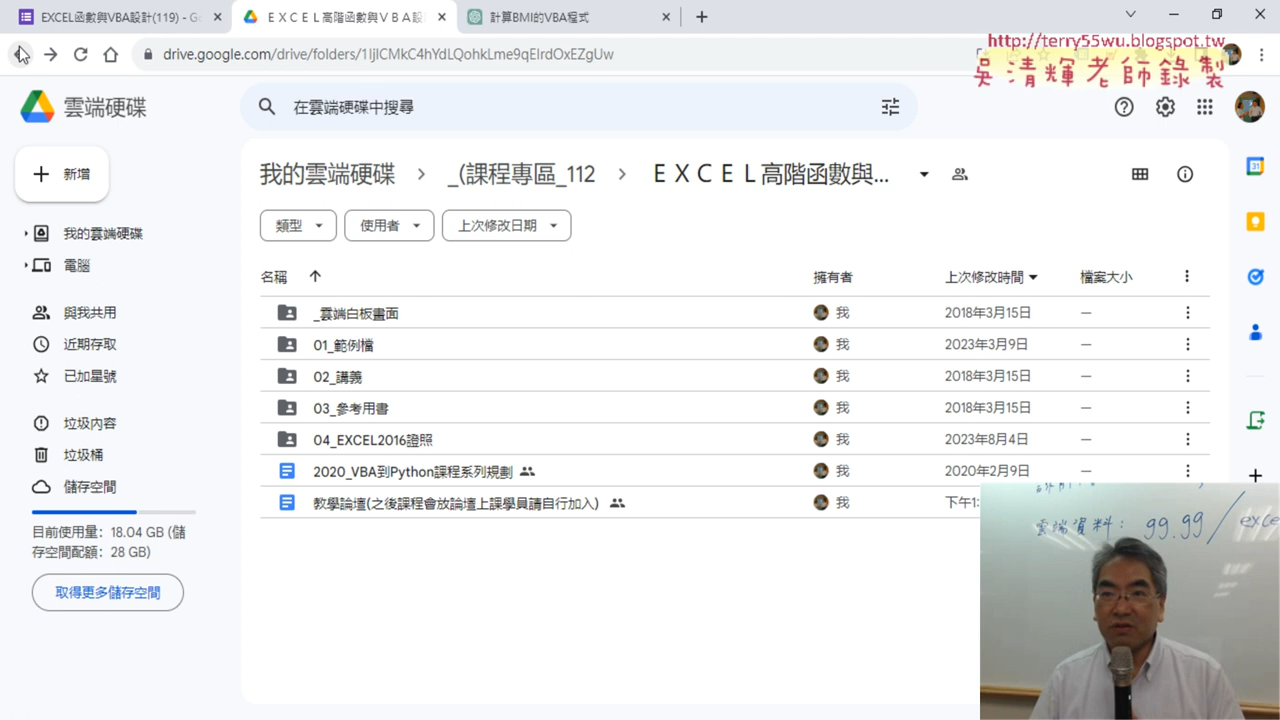 EXCEL函數與VBA設計(119) - Go
ＥＸＣＥＬ高階函數與ＶＢＡ設
計算BMI的VBA程式
drive.google.com/drive/folders/1IjlCMkC4hYdLQohkLme9qElrdOxEZgUw
http://terry55wu.blogspot.tw
吳清輝老師錄製
雲端硬碟
在雲端硬碟中搜尋
新增
我的雲端硬碟
_(課程專區_112
ＥＸＣＥＬ高階函數與...
類型
使用者
上次修改日期
我的雲端硬碟
電腦
與我共用
近期存取
已加星號
垃圾內容
垃圾桶
儲存空間
目前使用量：18.04 GB (儲
存空間配額：28 GB)
取得更多儲存空間
名稱
擁有者
上次修改時間
檔案大小
_雲端白板畫面
我
2018年3月15日
—
01_範例檔
我
2023年3月9日
—
02_講義
我
2018年3月15日
—
03_參考用書
我
2018年3月15日
—
04_EXCEL2016證照
我
2023年8月4日
—
2020_VBA到Python課程系列規劃
我
2020年2月9日
教學論壇(之後課程會放論壇上課學員請自行加入)
我
下午1:
31
雲端資料： 99.99/exce